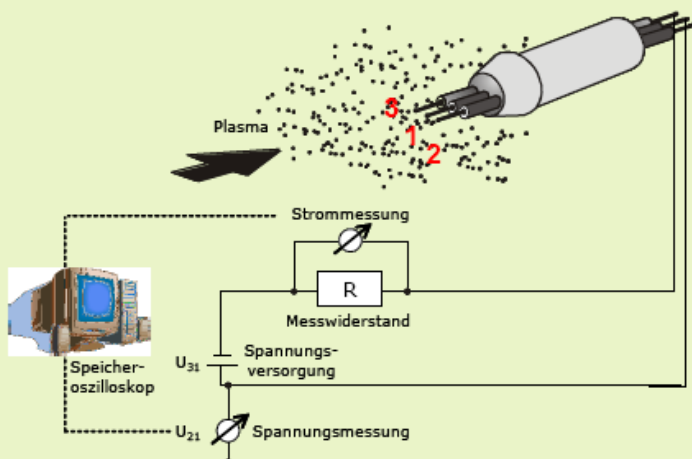 3
Plasma
1
2
Strommessung
R
Messwiderstand
U31
Spannungs-
versorgung
Speicher-
oszilloskop
U21
Spannungsmessung